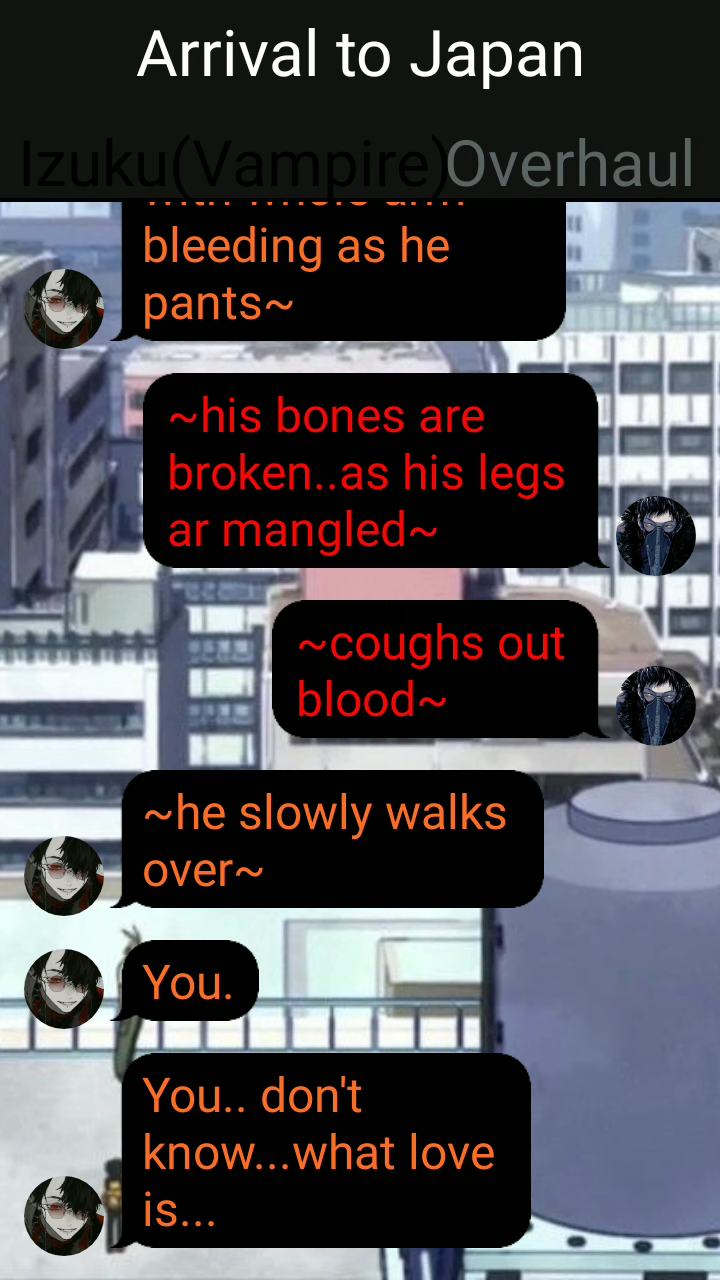 Arrival to Japan
Izuku(Vampire) Overhaul
bleeding as he
pants~
~his bones are
broken..as his legs
ar mangled~
~coughs out
blood~
~he slowly walks
over~
You.
You.. don't
know...what love
is...